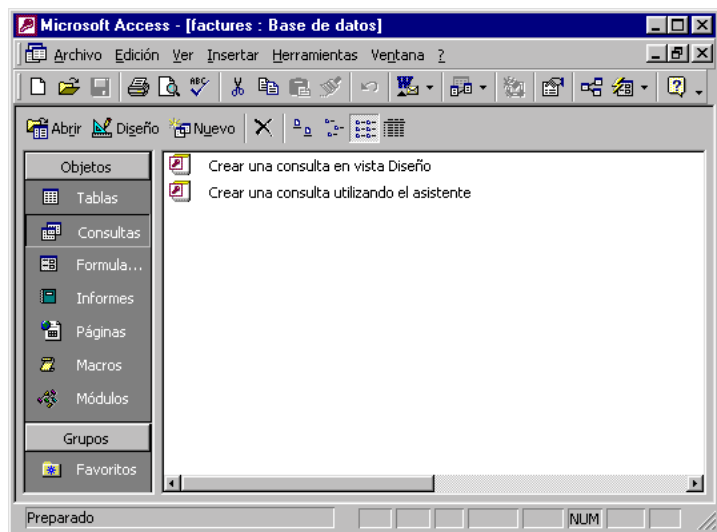 Microsoft Access - [factures : Base de datos]
Archivo Edición Ver Insertar Herramientas Ventana ?
ABC W ?
Abrir Diseño Nuevo
Objetos
Crear una consulta en vista Diseño
Tablas
Crear una consulta utilizando el asistente
Consultas
Formula...
Informes
Páginas
Macros
Módulos
Grupos
Favoritos
Preparado NUM